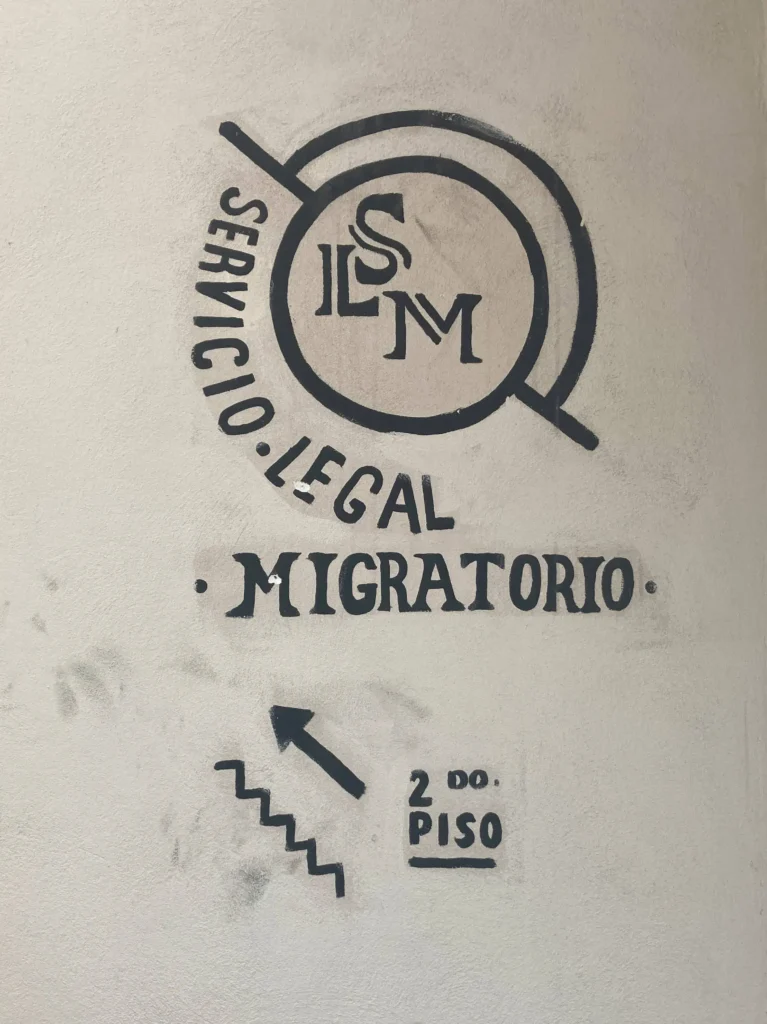 SLM
SERVICIO · LEGAL
· MIGRATORIO ·
2 DO.
PISO